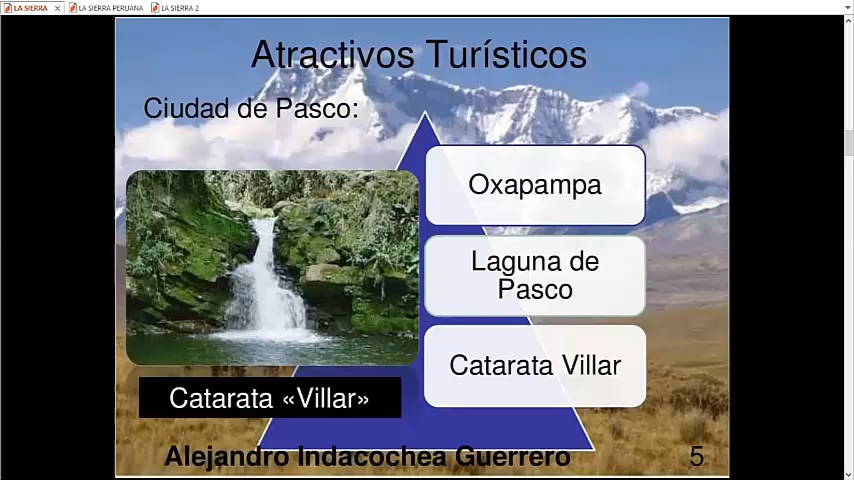 LA SIERRA
LA SIERRA PERUANA
LA SIERRA 2
Atractivos Turísticos
Ciudad de Pasco:
Oxapampa
Laguna de
Pasco
Catarata Villar
Catarata «Villar»
Alejandro Indacochea Guerrero
5